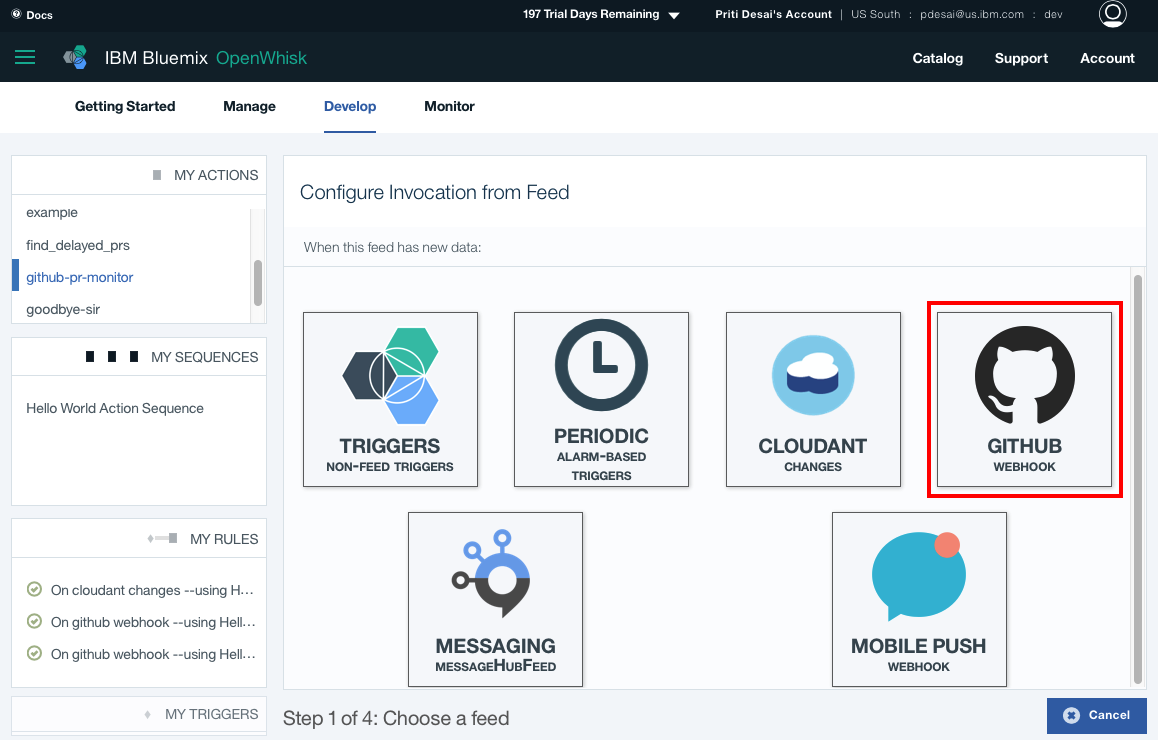 Docs
197 Trial Days Remaining
Priti Desai's Account | US South : pdesai@us.ibm.com : dev
IBM Bluemix OpenWhisk
Catalog
Support
Account
Getting Started
Manage
Develop
Monitor
MY ACTIONS
example
find_delayed_prs
github-pr-monitor
goodbye-sir
MY SEQUENCES
Hello World Action Sequence
MY RULES
On cloudant changes --using H...
On github webhook --using Hell...
On github webhook --using Hell...
MY TRIGGERS
Configure Invocation from Feed
When this feed has new data:
TRIGGERS
NON-FEED TRIGGERS
PERIODIC
ALARM-BASED
TRIGGERS
CLOUDANT
CHANGES
GITHUB
WEBHOOK
MESSAGING
MESSAGEHUBFEED
MOBILE PUSH
WEBHOOK
Step 1 of 4: Choose a feed
Cancel